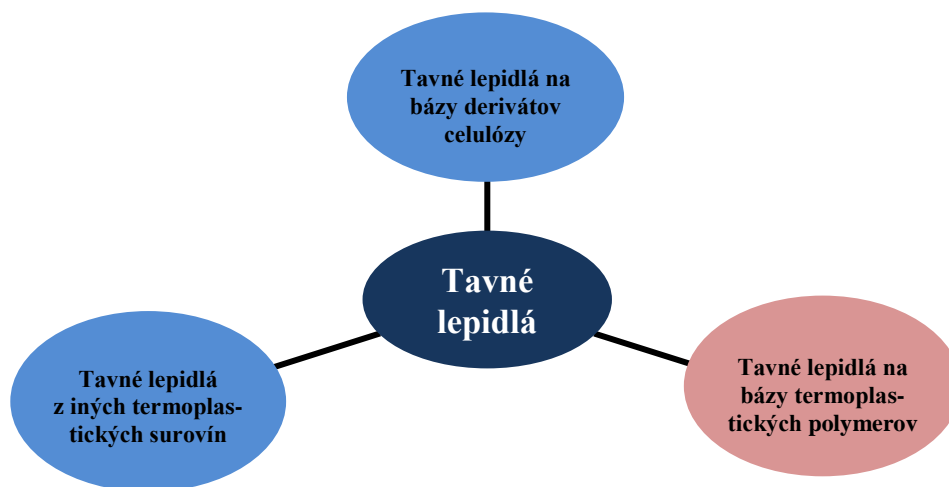 Tavné lepidlá na
bázy derivátov
celulózy
Tavné
lepidlá
Tavné lepidlá
z iných termoplas-
tických surovín
Tavné lepidlá na
bázy termoplas-
tických polymerov